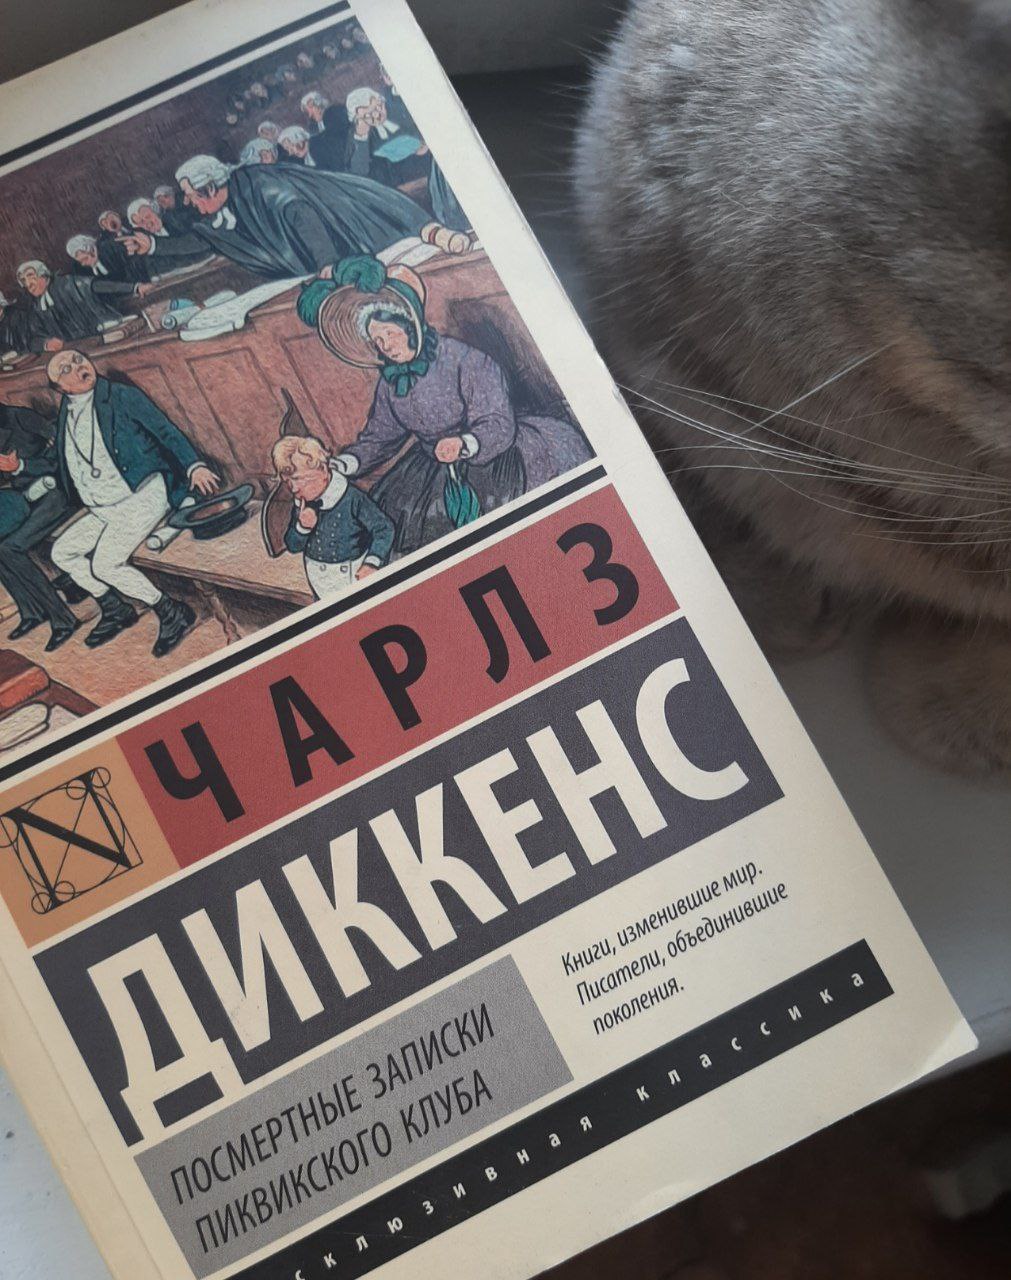 ЧАРЛЗ
N
ДИККЕНС
Книги, изменившие мир.
Писатели, объединившие
поколения.
ПОСМЕРТНЫЕ ЗАПИСКИ
ПИКВИКСКОГО КЛУБА
склюзивная классика